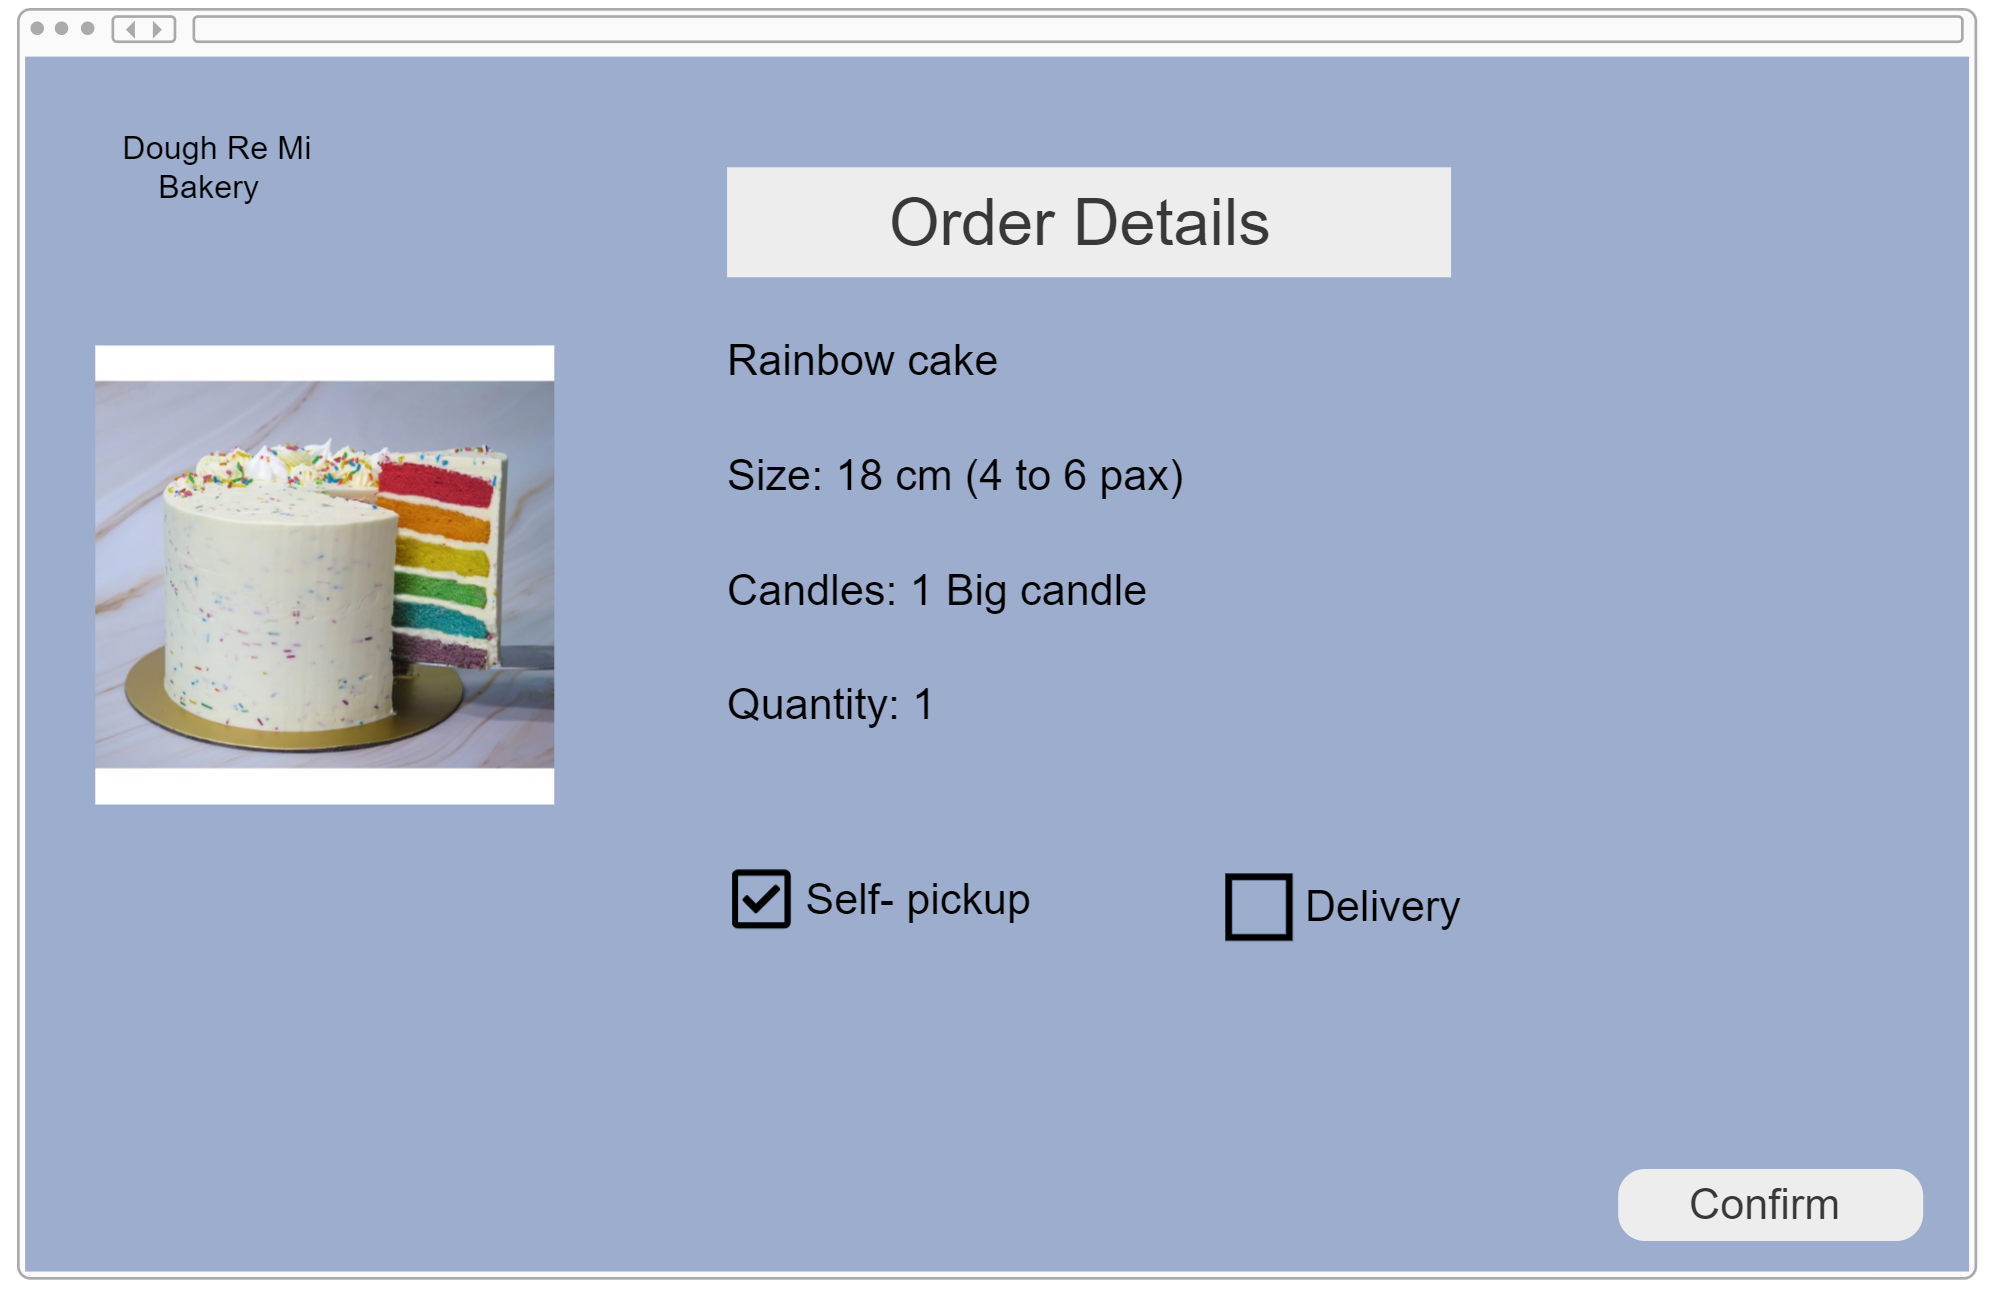 Dough Re Mi
Bakery
Order Details
Rainbow cake
Size: 18 cm (4 to 6 pax)
Candles: 1 Big candle
Quantity: 1
Self- pickup
Delivery
Confirm